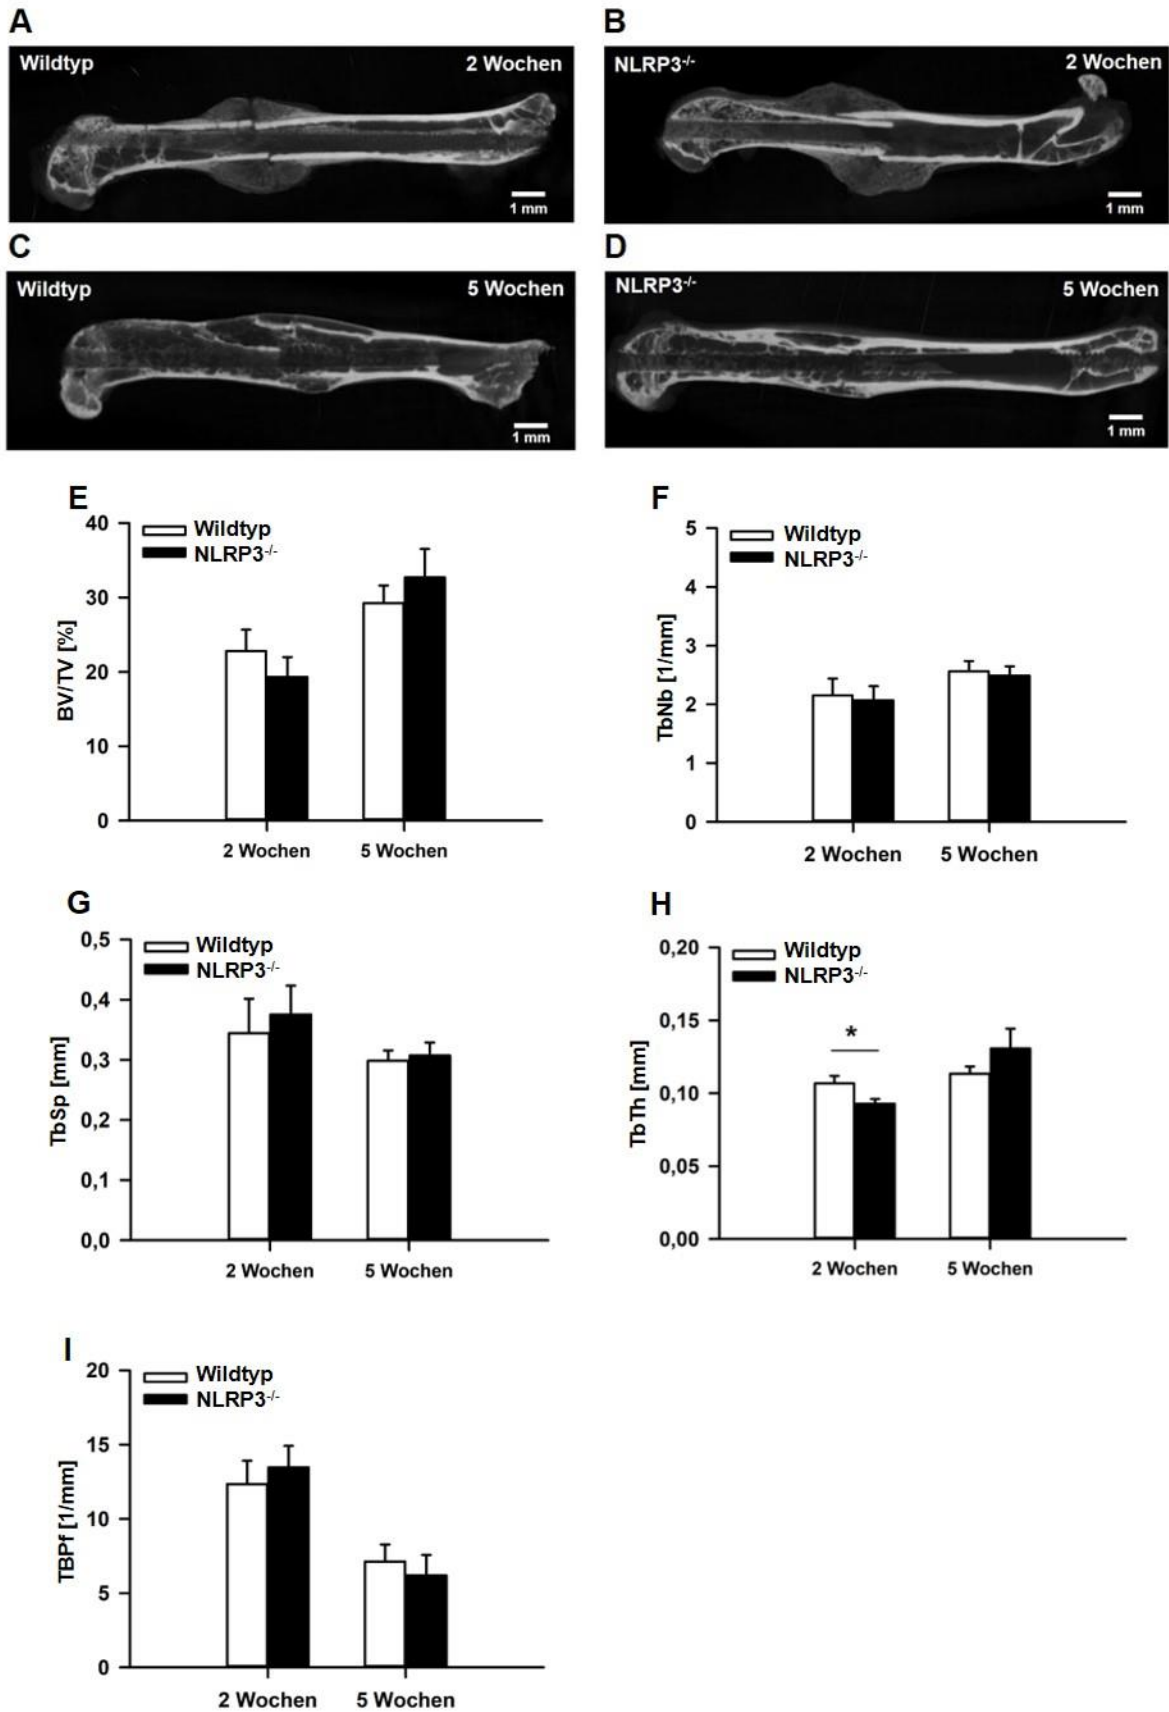 A
B
Wildtyp
2 Wochen
NLRP3-/-
2 Wochen
1 mm
1 mm
C
D
Wildtyp
5 Wochen
NLRP3-/-
5 Wochen
1 mm
1 mm
E
40
30
20
10
0
BV/TV [%]
Wildtyp
NLRP3-/-
2 Wochen
5 Wochen
F
5
4
3
2
1
0
TbNb [1/mm]
Wildtyp
NLRP3-/-
2 Wochen
5 Wochen
G
0,5
0,4
0,3
0,2
0,1
0,0
TbSp [mm]
Wildtyp
NLRP3-/-
2 Wochen
5 Wochen
H
0,20
0,15
0,10
0,05
0,00
TbTh [mm]
Wildtyp
NLRP3-/-
*
2 Wochen
5 Wochen
I
20
15
10
5
0
TBPf [1/mm]
Wildtyp
NLRP3-/-
2 Wochen
5 Wochen